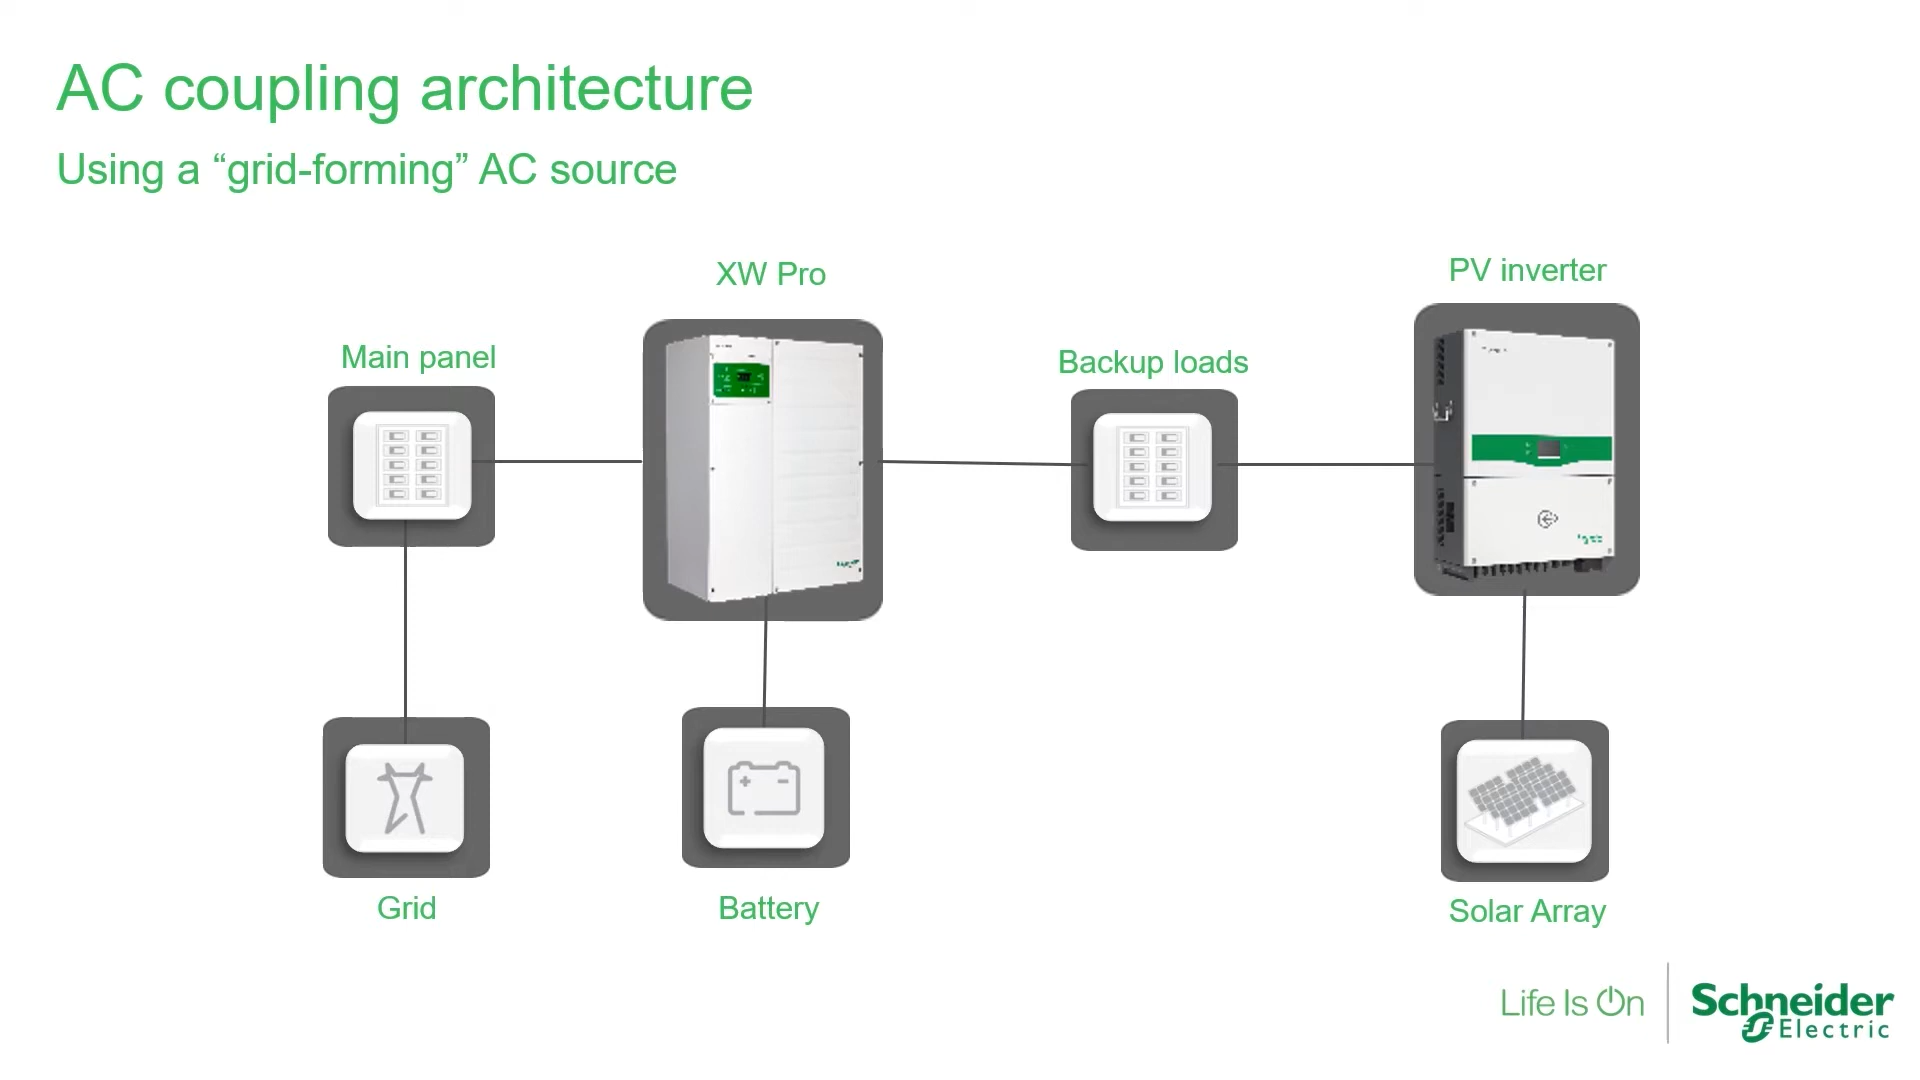 AC coupling architecture
Using a “grid-forming” AC source
XW Pro
PV inverter
Main panel
Backup loads
Grid
Battery
Solar Array
Life Is On
Schneider
Electric